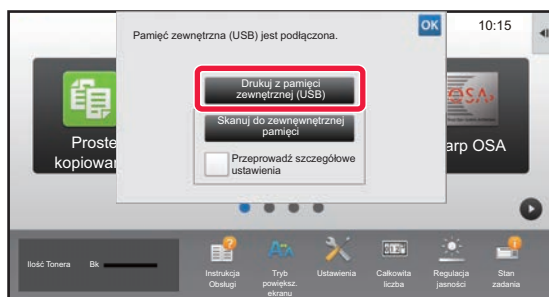 Pamięć zewnętrzna (USB) jest podłączona.
OK
10:15
Drukuj z pamięci
zewnętrznej (USB)
Skanuj do zewnęwnętrznej
pamięci
Przeprowadź szczegółowe
ustawienia
Proste
kopiowan
arp OSA
Ilość Tonera
Bk
Instrukcja
Obsługi
Tryb
powiększ.
ekranu
Ustawienia
Całkowita
liczba
Regulacja
jasności
Stan
zadania